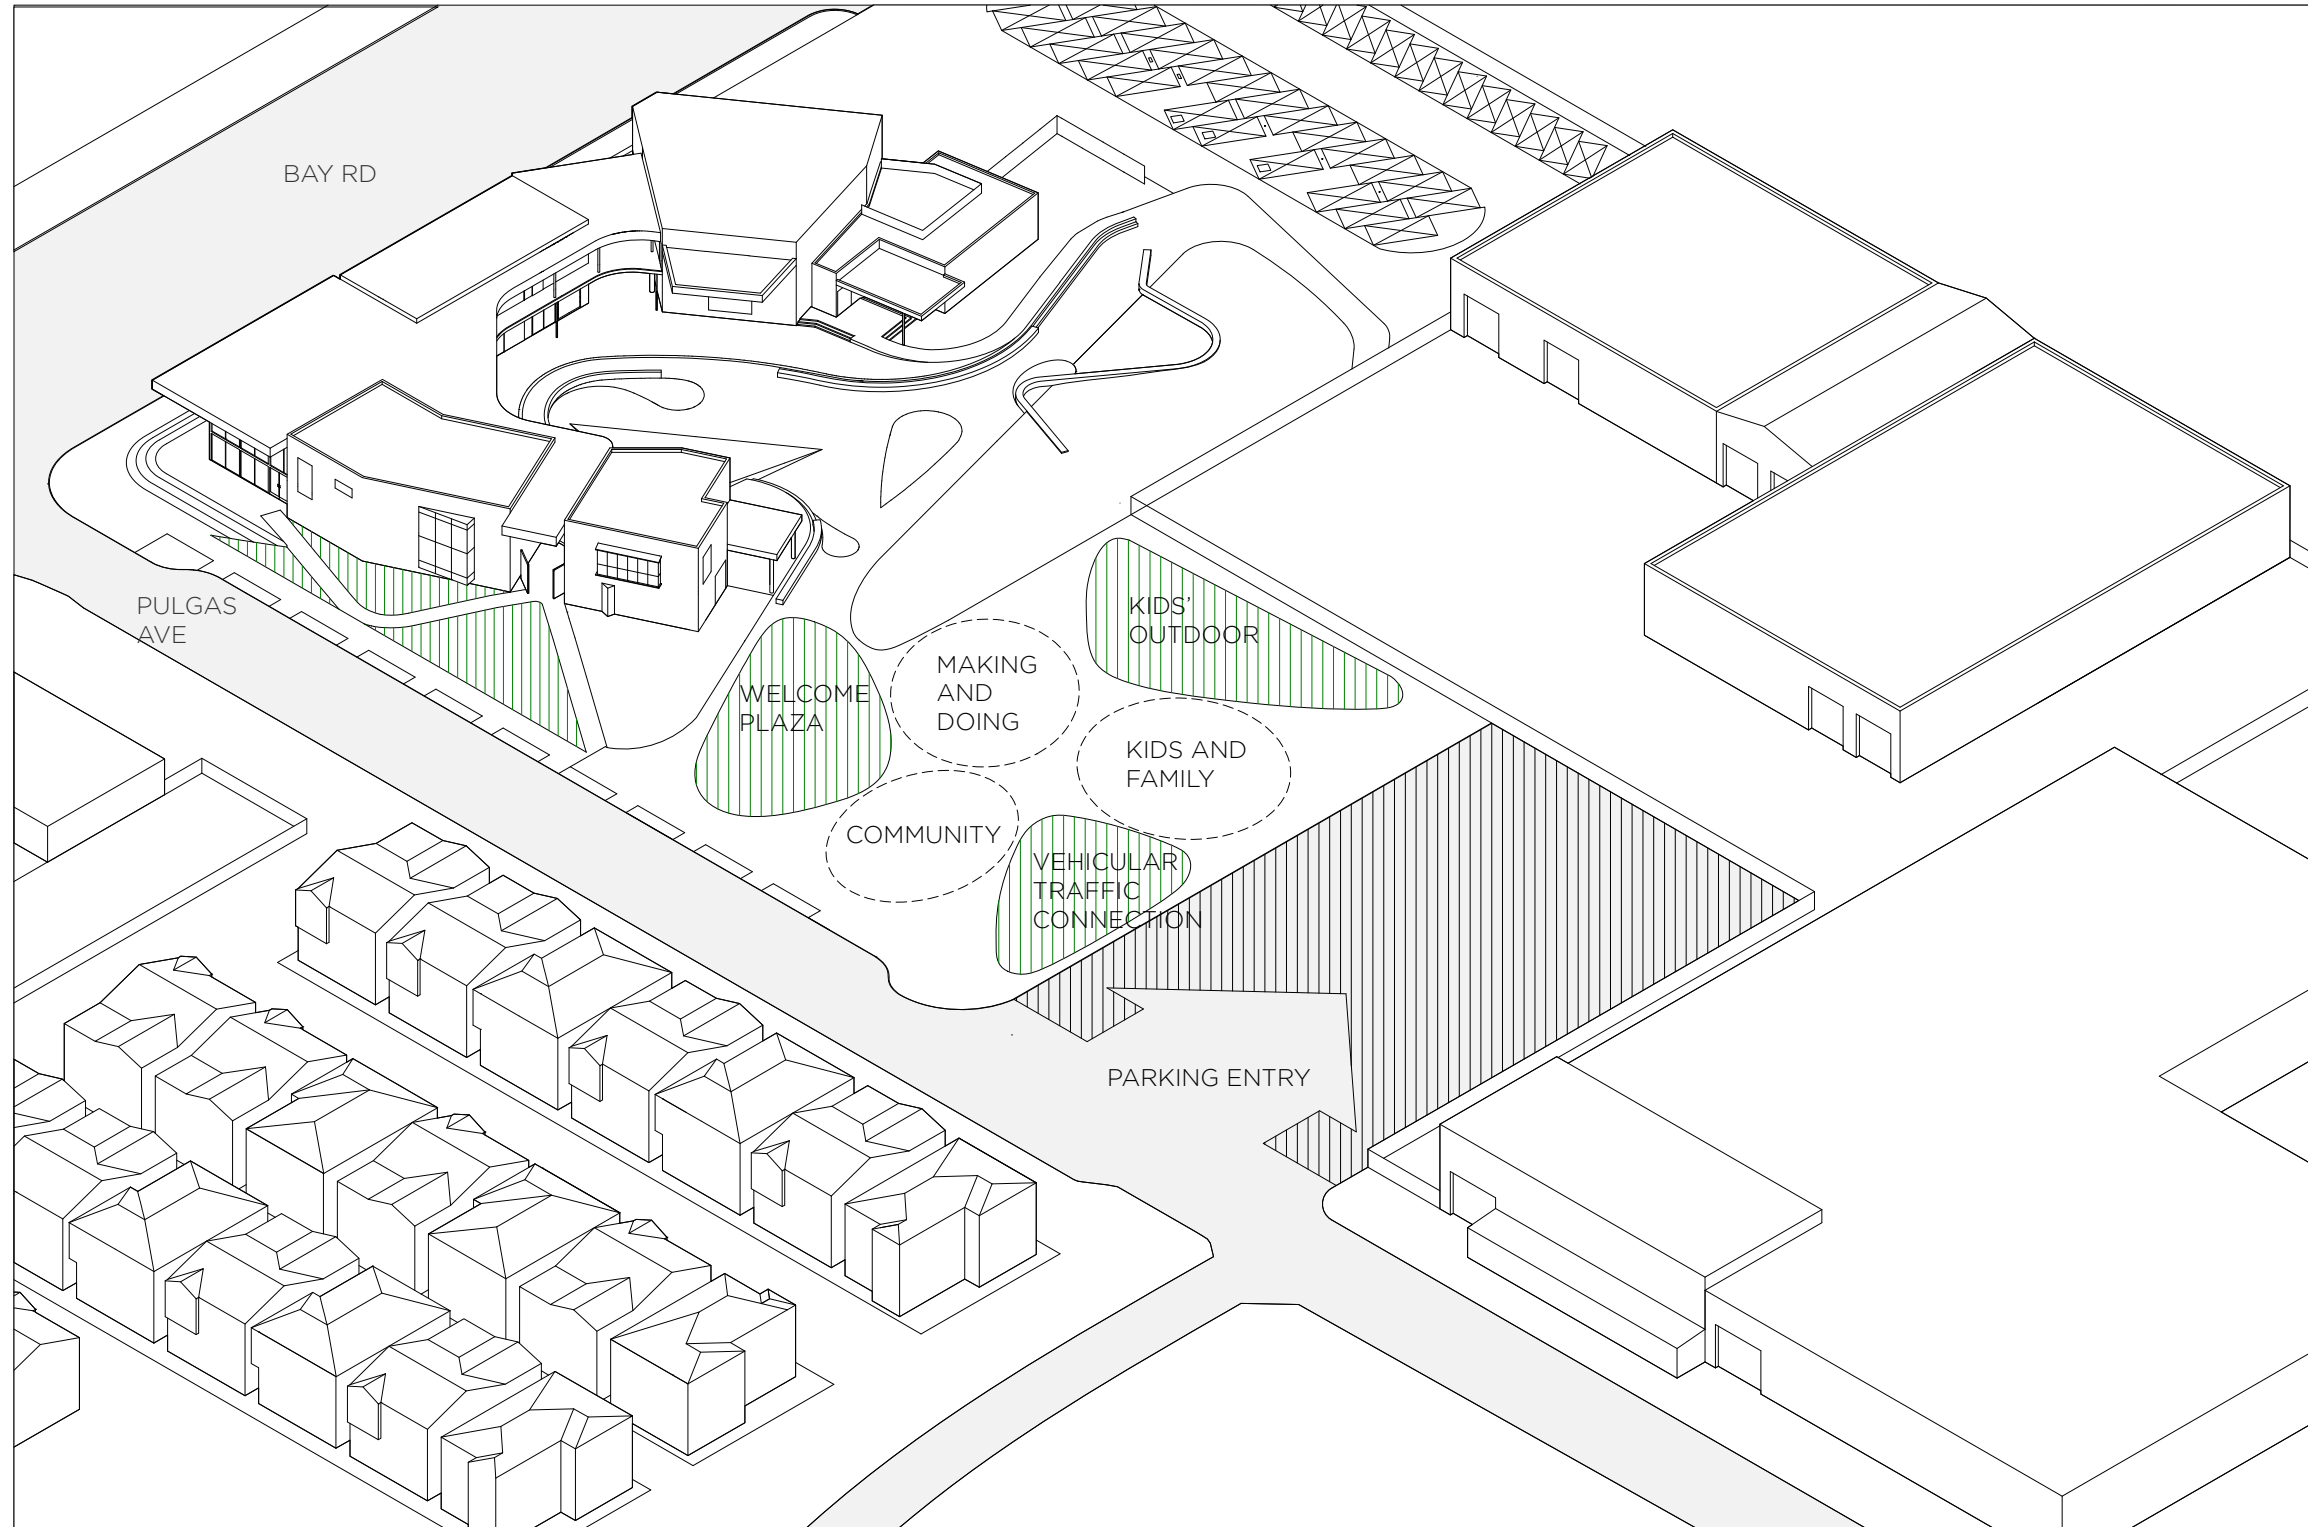 BAY RD
PULGAS
AVE
KIDS'
OUTDOOR
MAKING
AND
DOING
WELCOME
PLAZA
KIDS AND
FAMILY
COMMUNITY
VEHICULAR
TRAFFIC
CONNECTION
PARKING ENTRY